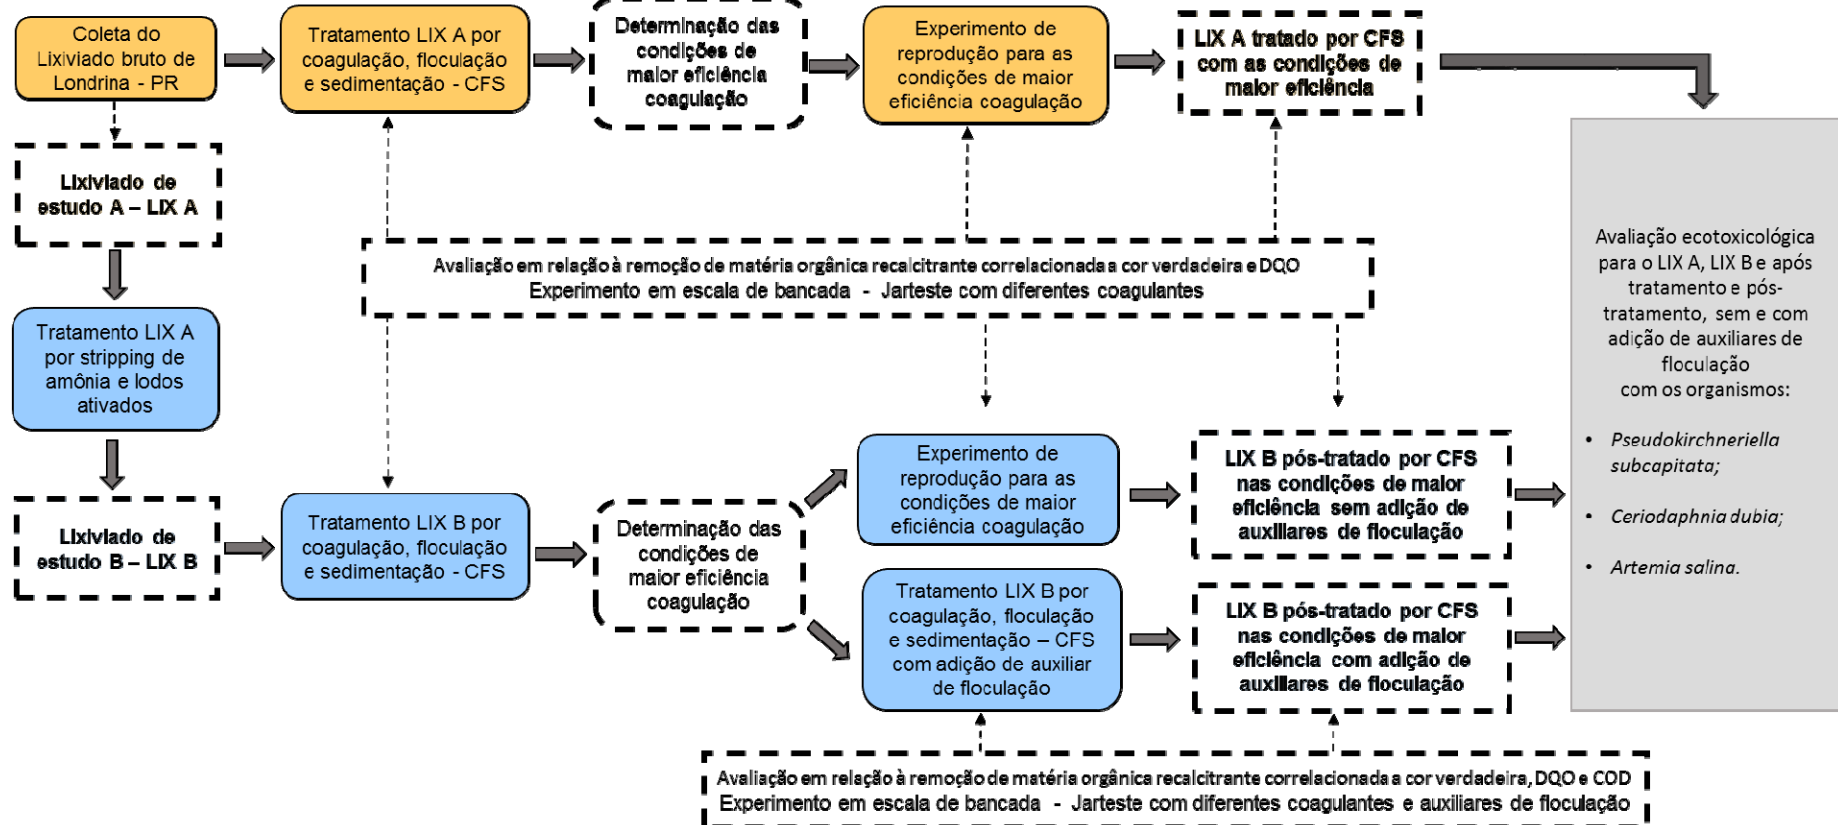 Coleta do
Lixiviado bruto de
Londrina - PR
Tratamento LIX A por
coagulação, floculação
e sedimentação - CFS
Determinação das
condições de
maior eficiência
coagulação
Experimento de
reprodução para as
condições de maior
eficiência coagulação
LIX A tratado por CFS
com as condições de
maior eficiência
Lixiviado de
estudo A – LIX A
Avaliação em relação à remoção de matéria orgânica recalcitrante correlacionada a cor verdadeira e DQO
Experimento em escala de bancada - Jarteste com diferentes coagulantes
Tratamento LIX A
por stripping de
amônia e lodos
ativados
Lixiviado de
estudo B – LIX B
Tratamento LIX B por
coagulação, floculação
e sedimentação - CFS
Determinação das
condições de
maior eficiência
coagulação
Experimento de
reprodução para as
condições de maior
eficiência coagulação
LIX B pós-tratado por CFS
nas condições de maior
eficiência sem adição de
auxiliares de floculação
Tratamento LIX B por
coagulação, floculação
e sedimentação – CFS
com adição de auxiliar
de floculação
LIX B pós-tratado por CFS
nas condições de maior
eficiência com adição de
auxiliares de floculação
Avaliação ecotoxicológica
para o LIX A, LIX B e após
tratamento e pós-
tratamento, sem e com
adição de auxiliares de
floculação
com os organismos:
• Pseudokirchneriella
subcapitata;
• Ceriodaphnia dubia;
• Artemia salina.
Avaliação em relação à remoção de matéria orgânica recalcitrante correlacionada a cor verdadeira, DQO e COD
Experimento em escala de bancada - Jarteste com diferentes coagulantes e auxiliares de floculação